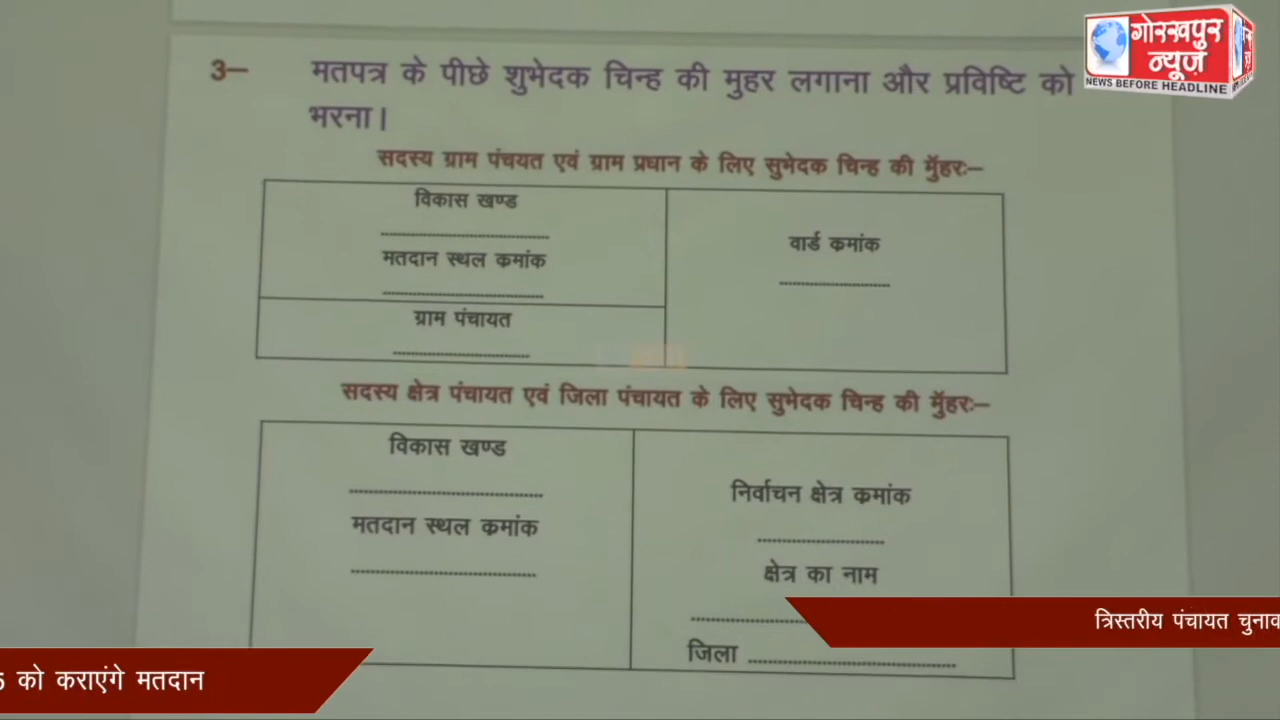 गोरखपुर
न्यूज़
NEWS BEFORE HEADLINE
3– मतपत्र के पीछे शुभेदक चिन्ह की मुहर लगाना और प्रविष्टि को
भरना।
सदस्य ग्राम पंचयत एवं ग्राम प्रधान के लिए सुभेदक चिन्ह की मुॅहरः–
विकास खण्ड
मतदान स्थल कमांक
वार्ड कमांक
ग्राम पंचायत
सदस्य क्षेत्र पंचायत एवं जिला पंचायत के लिए सुभेदक चिन्ह की मुॅहरः–
विकास खण्ड
मतदान स्थल कमांक
निर्वाचन क्षेत्र कमांक
क्षेत्र का नाम
जिला
त्रिस्तरीय पंचायत चुनाव
को कराएंगे मतदान